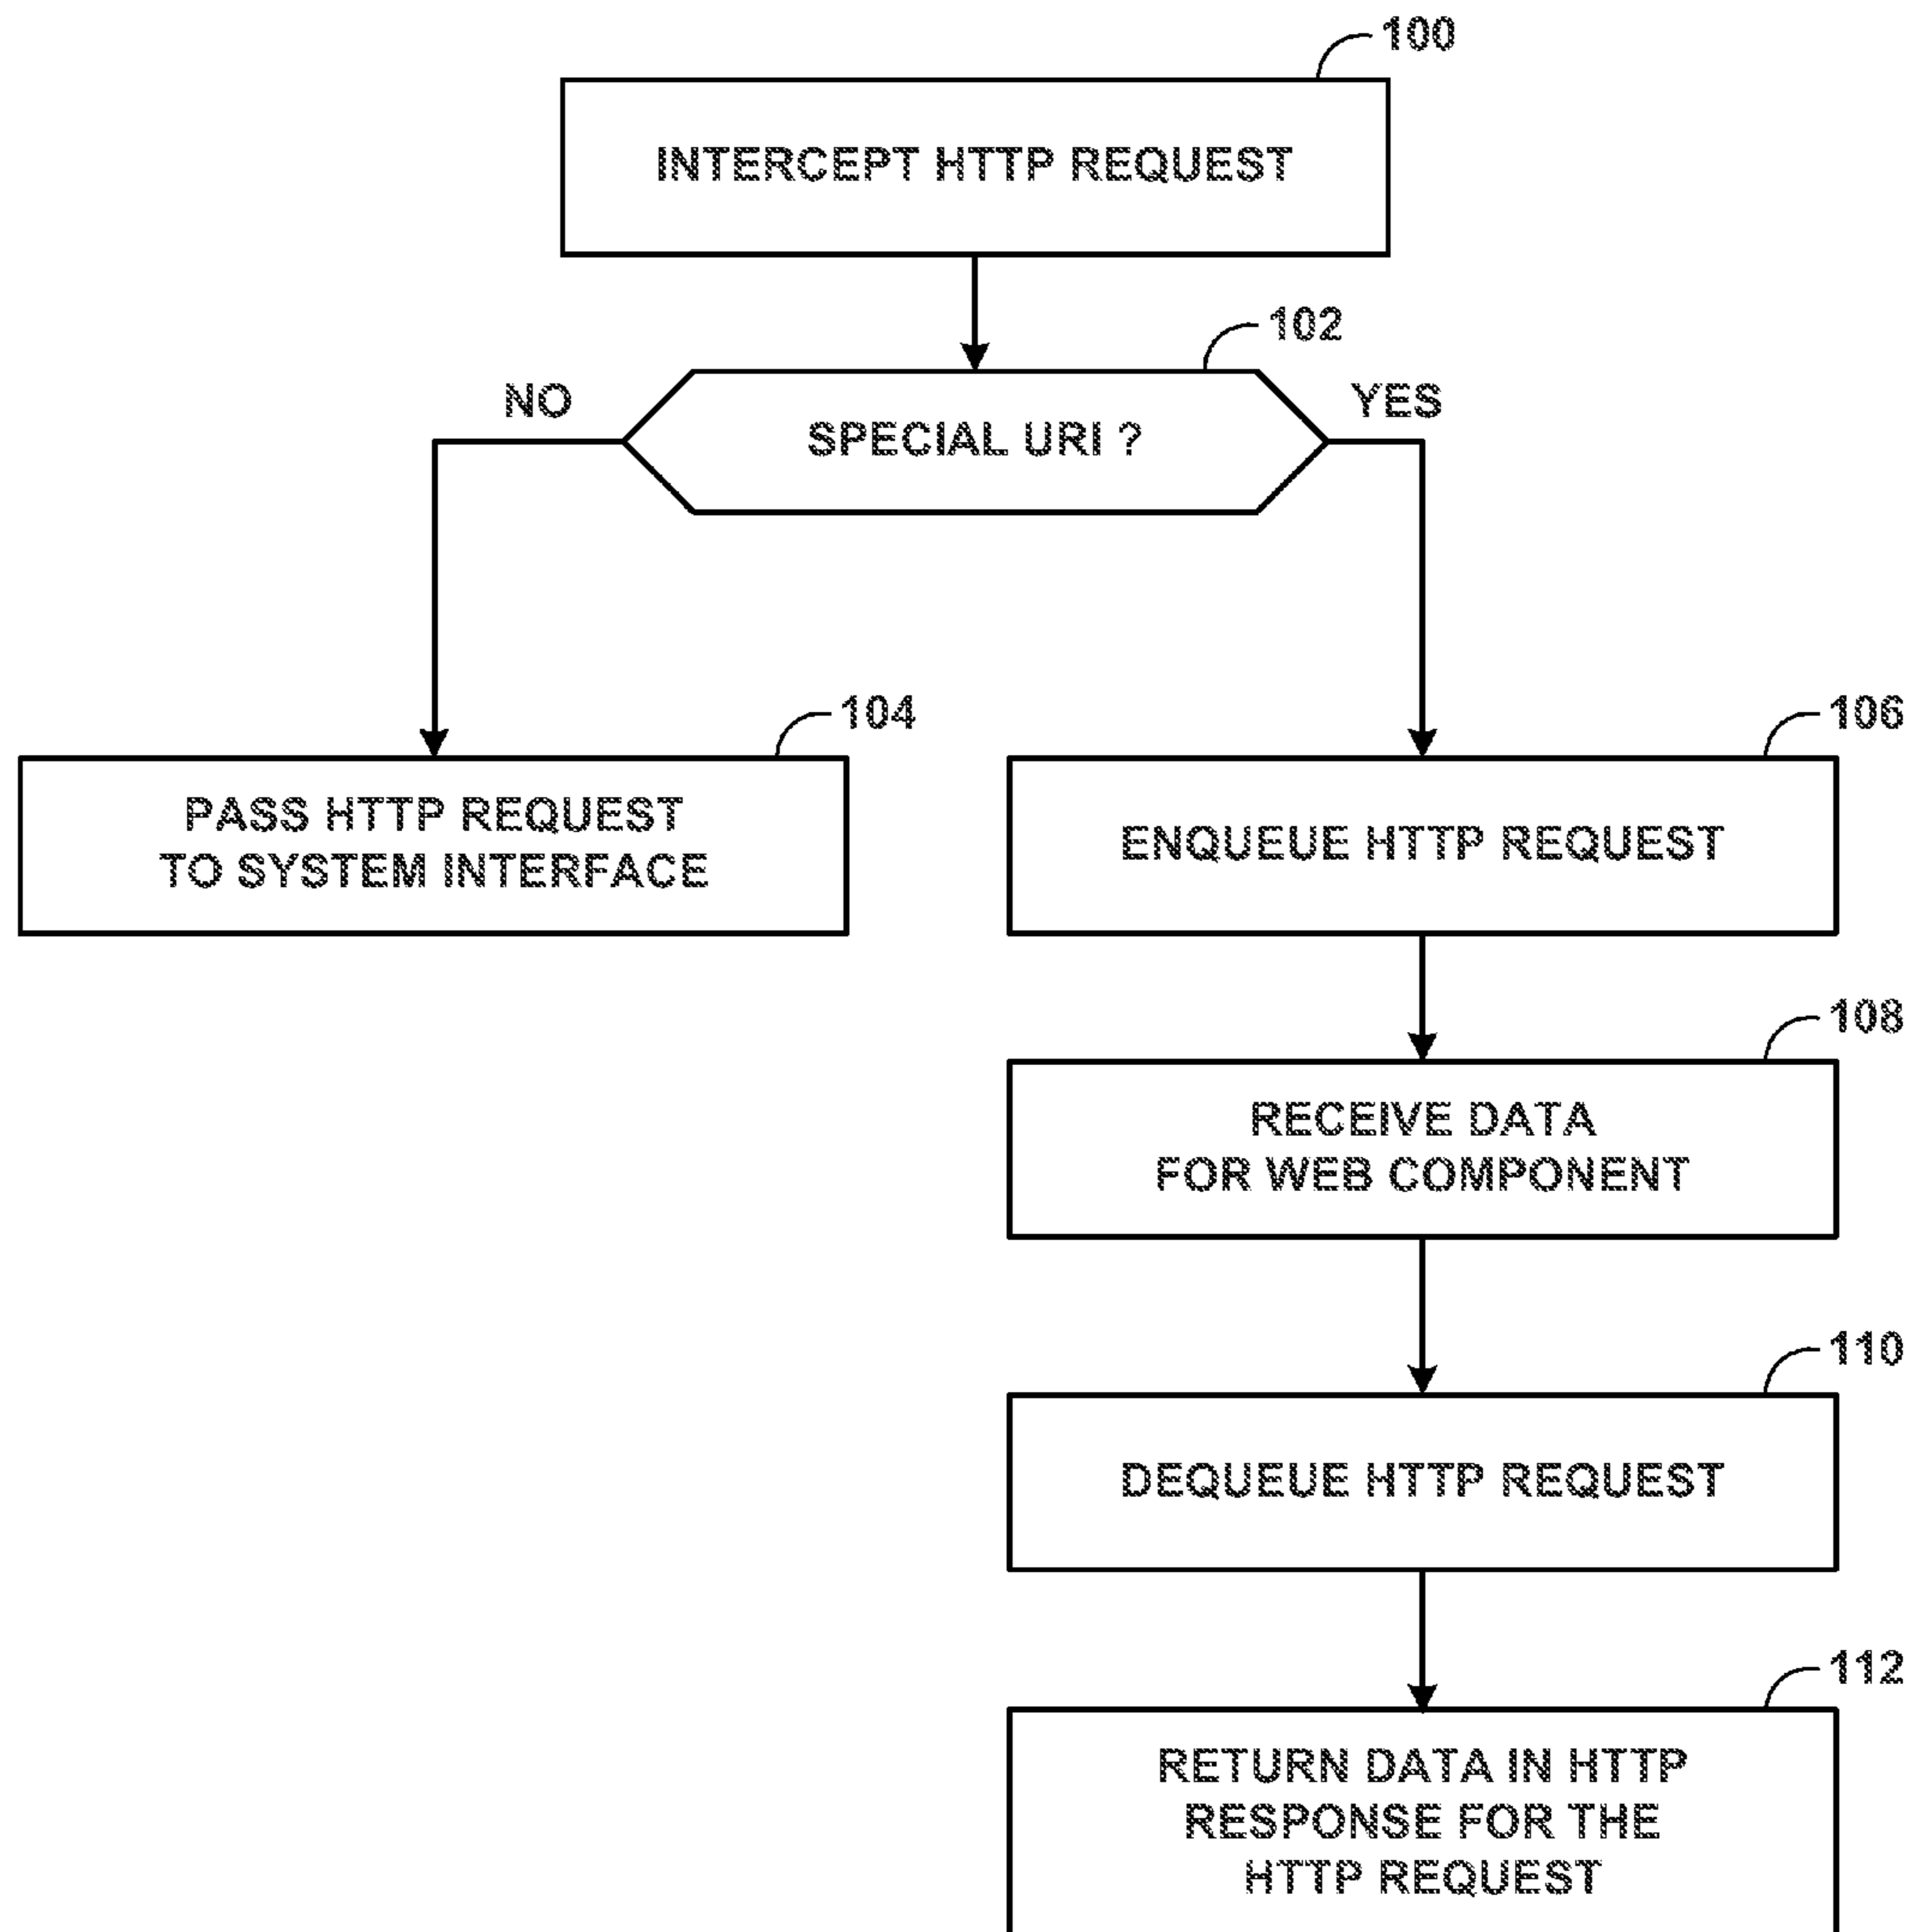 100
INTERCEPT HTTP REQUEST
102
NO
YES
SPECIAL URI ?
104
106
PASS HTTP REQUEST
TO SYSTEM INTERFACE
ENQUEUE HTTP REQUEST
108
RECEIVE DATA
FOR WEB COMPONENT
110
DEQUEUE HTTP REQUEST
112
RETURN DATA IN HTTP
RESPONSE FOR THE
HTTP REQUEST